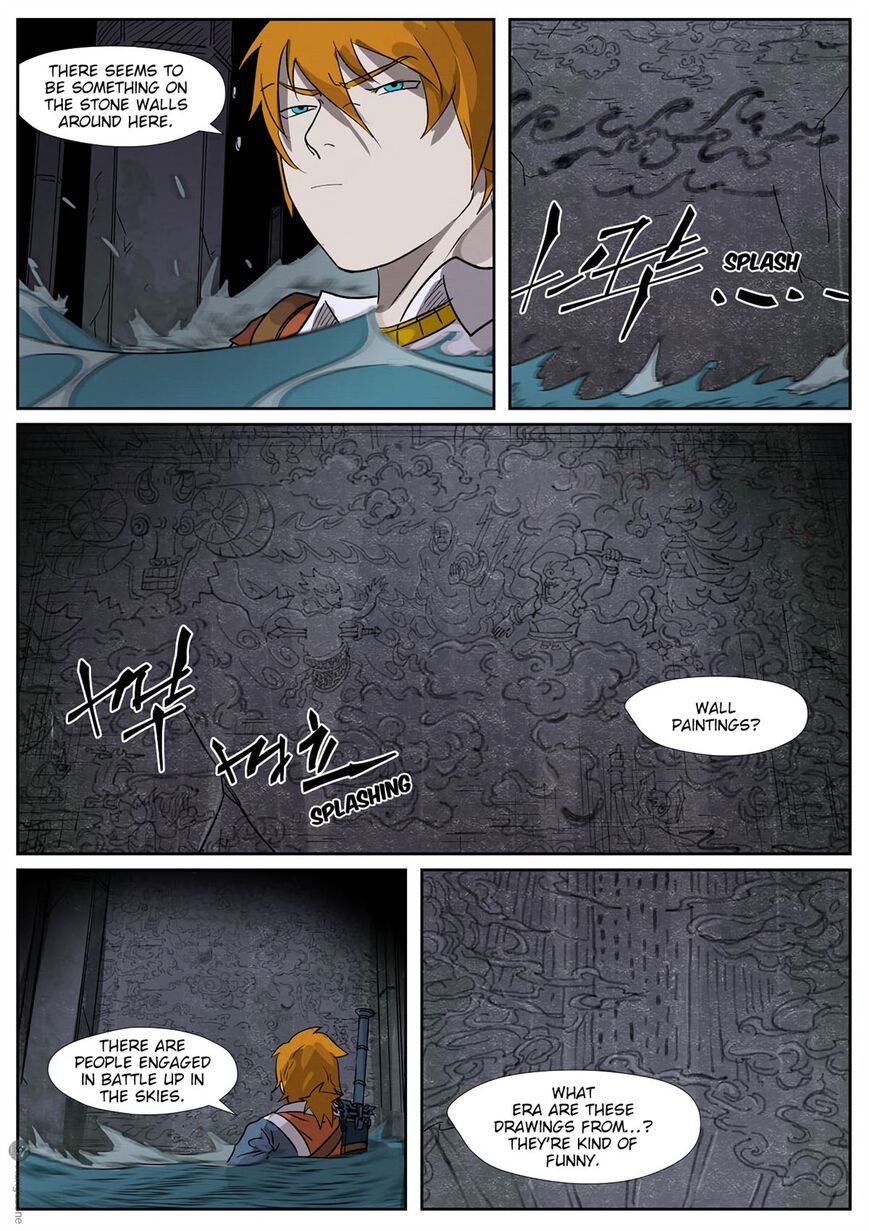 THERE SEEMS TO
BE SOMETHING ON
THE STONE WALLS
AROUND HERE.
SPLASH
WALL
PAINTINGS?
SPLASHING
THERE ARE
PEOPLE ENGAGED
IN BATTLE UP IN
THE SKIES.
WHAT
ERA ARE THESE
DRAWINGS FROM...?
THEY'RE KIND OF
FUNNY.